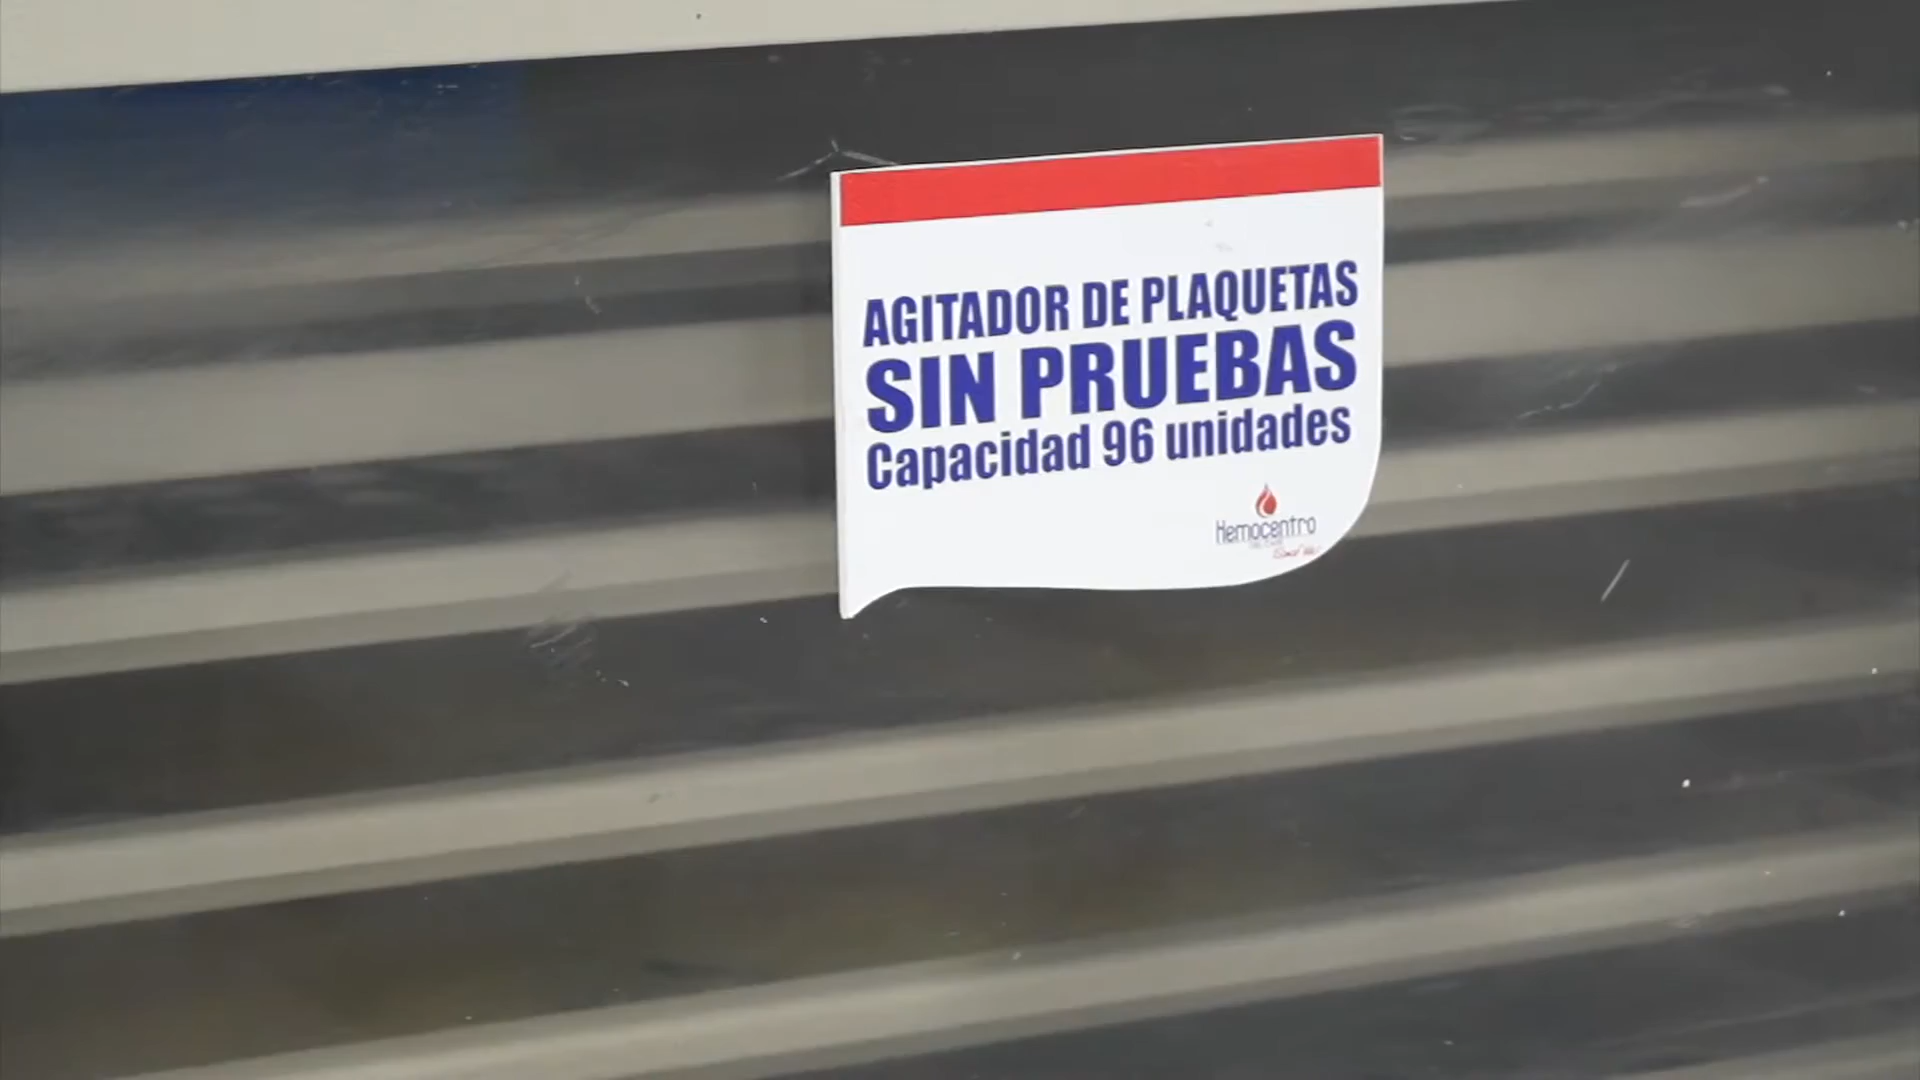 AGITADOR DE PLAQUETAS
SIN PRUEBAS
Capacidad 96 unidades
Hemocentro